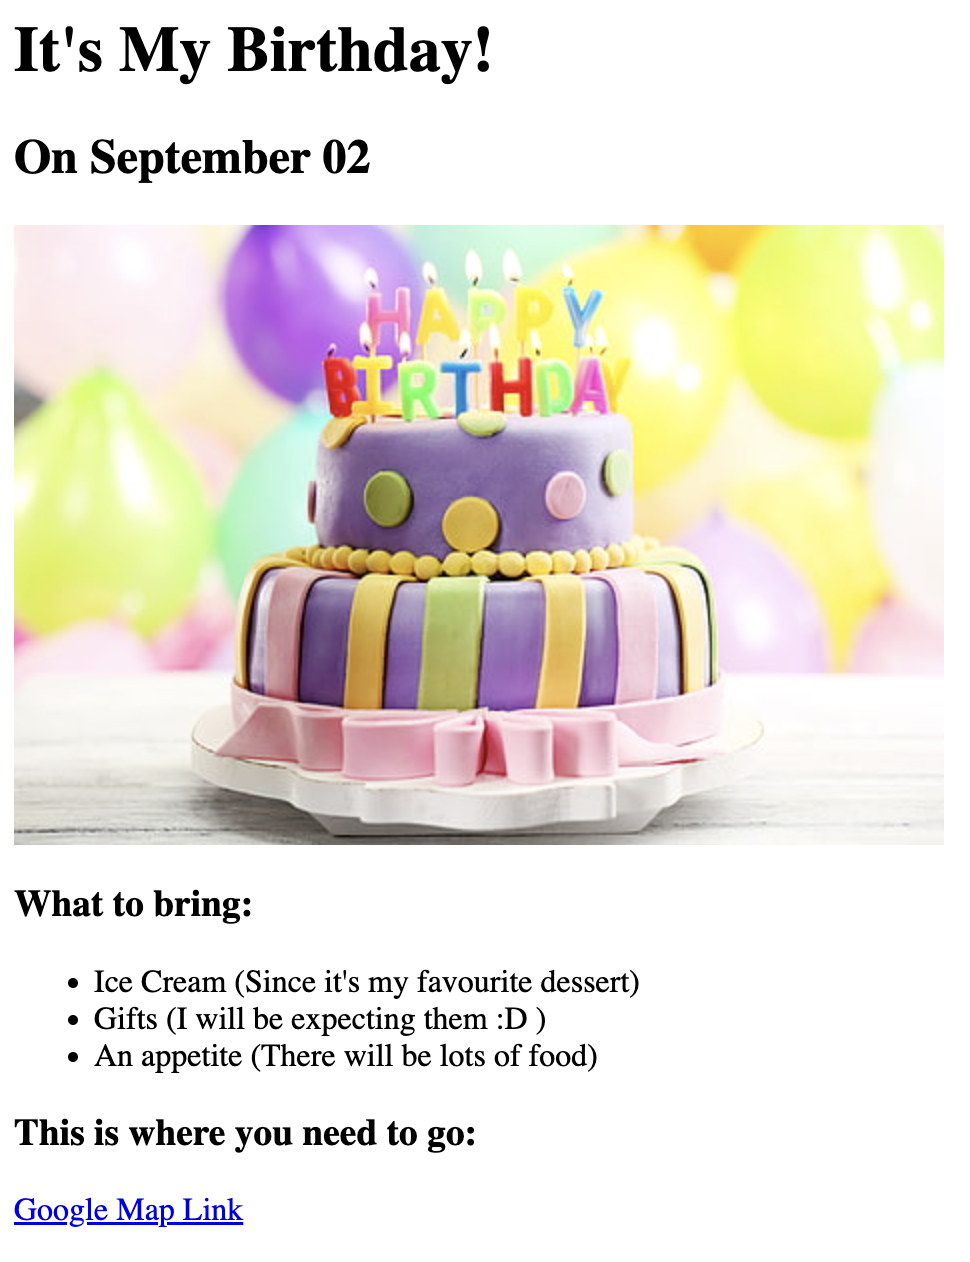 It's My Birthday!
On September 02
HAPPY
BIRTHDAY
What to bring:
Ice Cream (Since it's my favourite dessert)
Gifts (I will be expecting them :D )
An appetite (There will be lots of food)
This is where you need to go:
Google Map Link